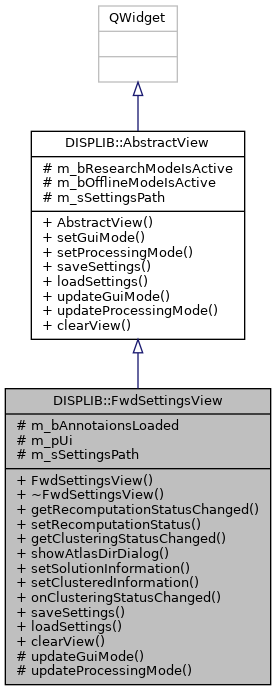 QWidget
DISPLIB::AbstractView
# m_bResearchModeIsActive
# m_bOfflineModeIsActive
# m_sSettingsPath
+ AbstractView()
+ setGuiMode()
+ setProcessingMode()
+ saveSettings()
+ loadSettings()
+ updateGuiMode()
+ updateProcessingMode()
+ clearView()
DISPLIB::FwdSettingsView
# m_bAnnotaionsLoaded
# m_pUi
# m_sSettingsPath
+ FwdSettingsView()
+ ~FwdSettingsView()
+ getRecomputationStatusChanged()
+ setRecomputationStatus()
+ getClusteringStatusChanged()
+ showAtlasDirDialog()
+ setSolutionInformation()
+ setClusteredInformation()
+ onClusteringStatusChanged()
+ saveSettings()
+ loadSettings()
+ clearView()
# updateGuiMode()
# updateProcessingMode()